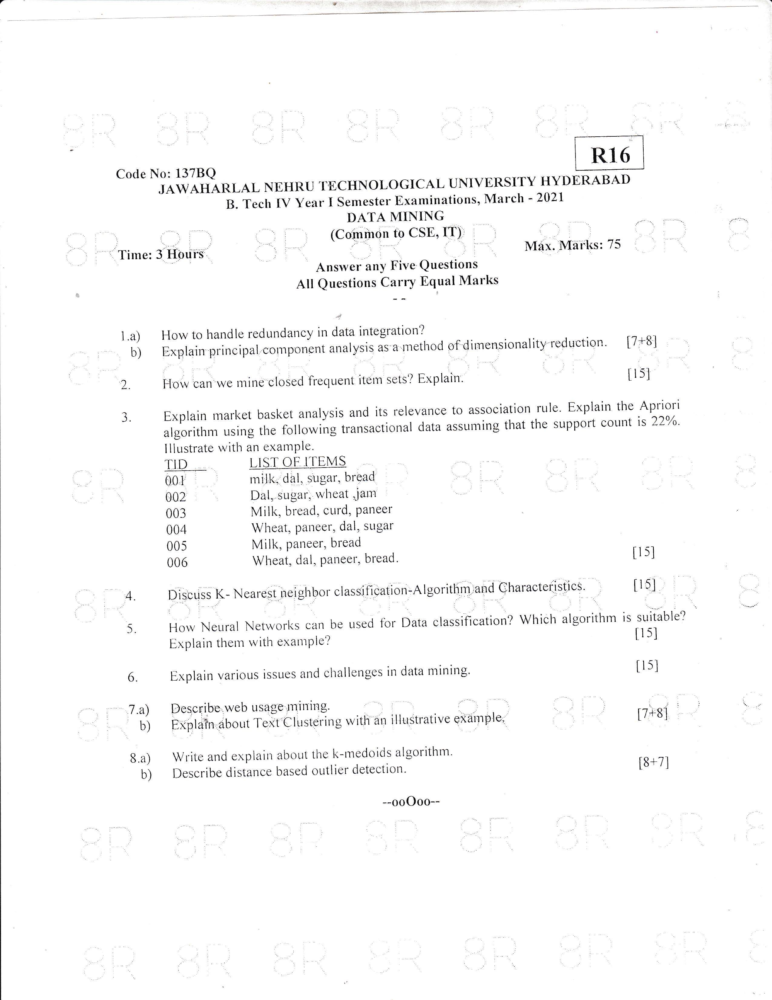 R16
Code No: 137BQ
JAWAHARLAL NEHRU TECHNOLOGICAL UNIVERSITY HYDERABAD
B. Tech IV Year I Semester Examinations, March - 2021
DATA MINING
(Common to CSE, IT)
Time: 3 Hours Max. Marks: 75
Answer any Five Questions
All Questions Carry Equal Marks
- -
1.a) How to handle redundancy in data integration?
b) Explain principal component analysis as a method of dimensionality reduction. [7+8]
2. How can we mine closed frequent item sets? Explain. [15]
3. Explain market basket analysis and its relevance to association rule. Explain the Apriori
algorithm using the following transactional data assuming that the support count is 22%.
Illustrate with an example.
TID LIST OF ITEMS
001 milk, dal, sugar, bread
002 Dal, sugar, wheat ,jam
003 Milk, bread, curd, paneer
004 Wheat, paneer, dal, sugar
005 Milk, paneer, bread
006 Wheat, dal, paneer, bread. [15]
4. Discuss K- Nearest neighbor classification-Algorithm and Characteristics. [15]
5. How Neural Networks can be used for Data classification? Which algorithm is suitable?
Explain them with example? [15]
6. Explain various issues and challenges in data mining. [15]
7.a) Describe web usage mining.
b) Explain about Text Clustering with an illustrative example. [7+8]
8.a) Write and explain about the k-medoids algorithm.
b) Describe distance based outlier detection. [8+7]
--ooOoo--